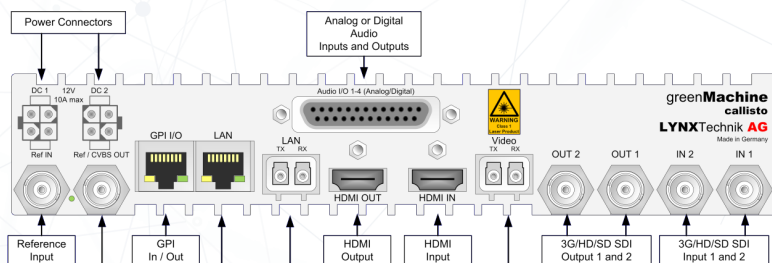 Power Connectors
Analog or Digital
Audio
Inputs and Outputs
DC 1
12V
10A max
DC 2
Audio I/O 1-4 (Analog/Digital)
WARNING
Class 1
Laser Product
greenMachine
callisto
LYNXTechnik AG
Made in Germany
Ref IN
Ref / CVBS OUT
GPI I/O
LAN
LAN
TX RX
HDMI OUT
HDMI IN
Video
TX RX
OUT 2
OUT 1
IN 2
IN 1
Reference
Input
GPI
In / Out
HDMI
Output
HDMI
Input
3G/HD/SD SDI
Output 1 and 2
3G/HD/SD SDI
Input 1 and 2